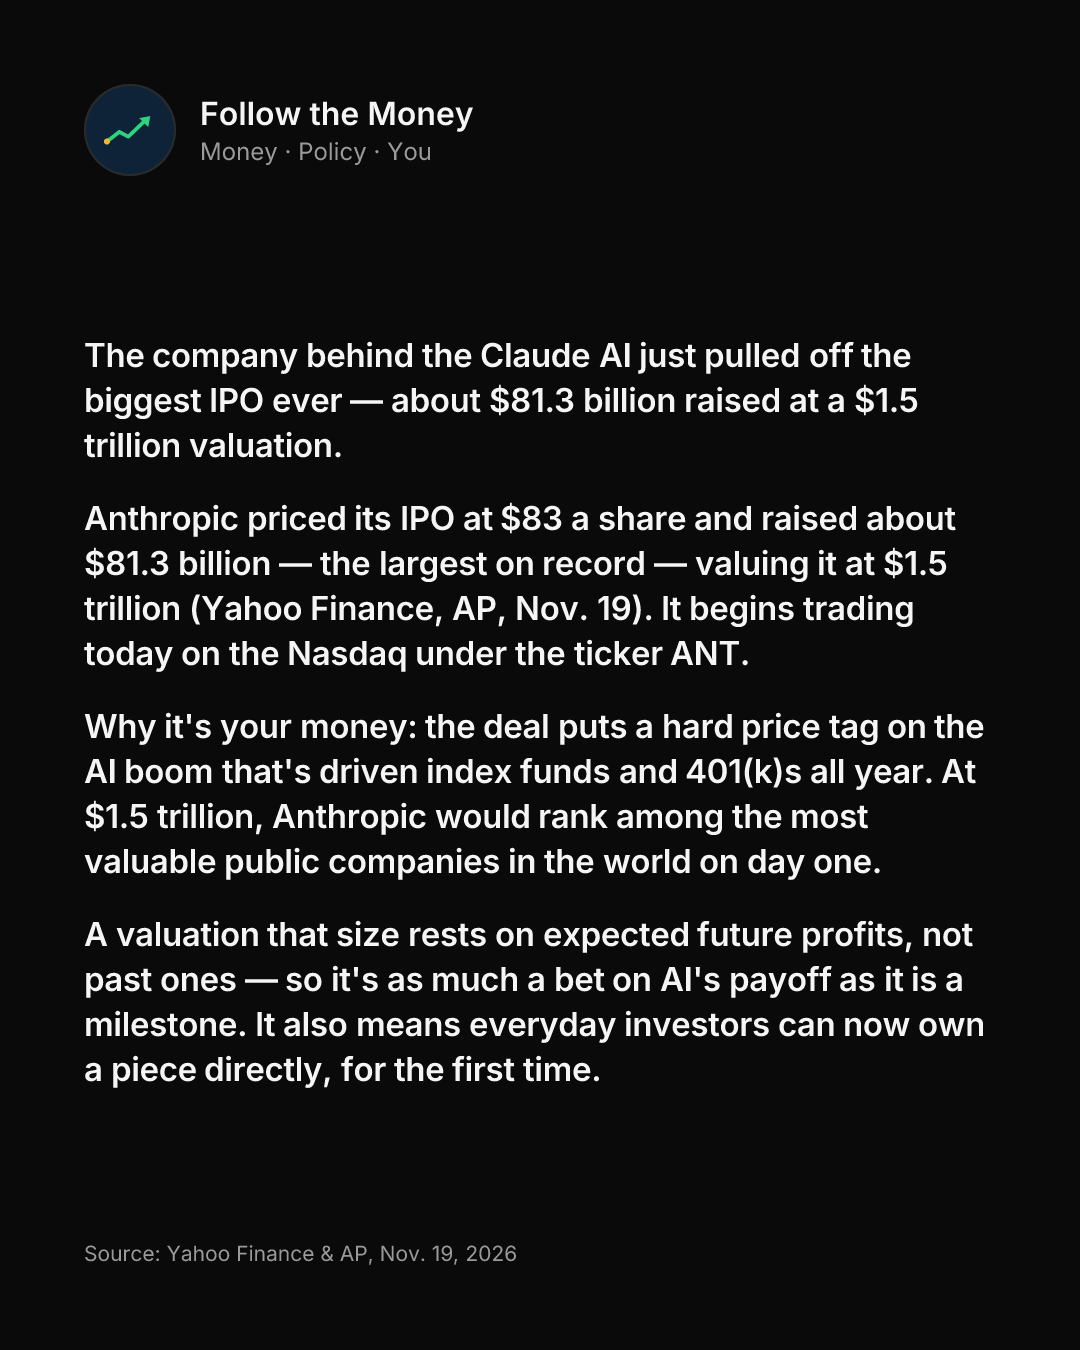 Follow the Money
Money · Policy · You
The company behind the Claude AI just pulled off the
biggest IPO ever — about $81.3 billion raised at a $1.5
trillion valuation.
Anthropic priced its IPO at $83 a share and raised about
$81.3 billion — the largest on record — valuing it at $1.5
trillion (Yahoo Finance, AP, Nov. 19). It begins trading
today on the Nasdaq under the ticker ANT.
Why it's your money: the deal puts a hard price tag on the
AI boom that's driven index funds and 401(k)s all year. At
$1.5 trillion, Anthropic would rank among the most
valuable public companies in the world on day one.
A valuation that size rests on expected future profits, not
past ones — so it's as much a bet on AI's payoff as it is a
milestone. It also means everyday investors can now own
a piece directly, for the first time.
Source: Yahoo Finance & AP, Nov. 19, 2026